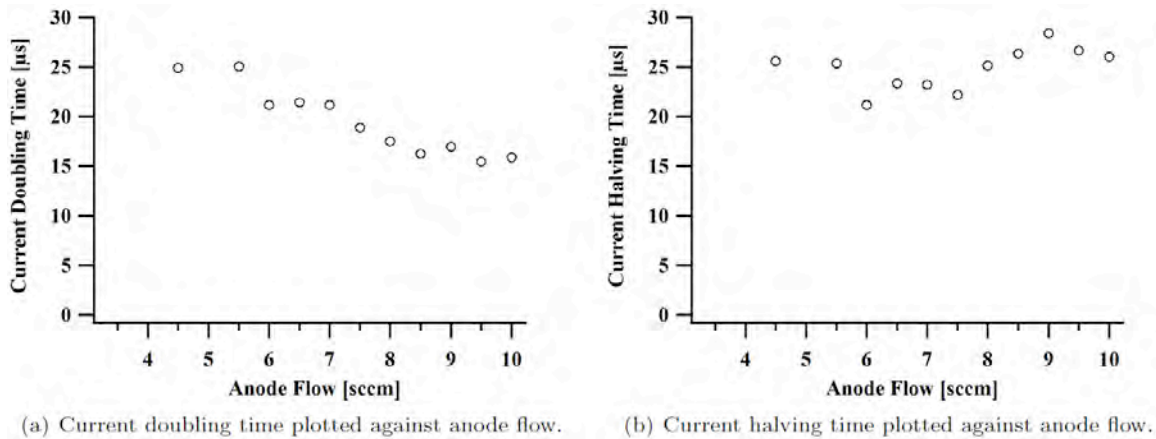 30
25
20
15
10
5
0
Current Doubling Time [µs]
4 5 6 7 8 9 10
Anode Flow [sccm]
(a) Current doubling time plotted against anode flow.
30
25
20
15
10
5
0
Current Halving Time [µs]
4 5 6 7 8 9 10
Anode Flow [sccm]
(b) Current halving time plotted against anode flow.